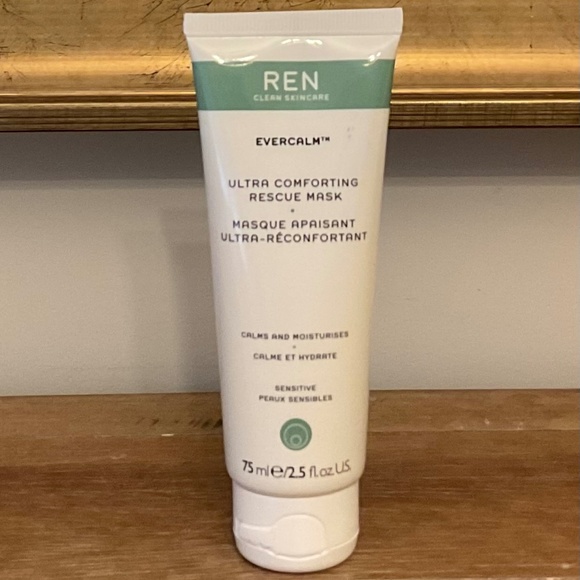 REN
CLEAN SKINCARE
EVERCALM™
ULTRA COMFORTING
RESCUE MASK
MASQUE APAISANT
ULTRA-RÉCONFORTANT
CALMS AND MOISTURISES
CALME ET HYDRATE
SENSITIVE
PEAUX SENSIBLES
75 ml℮/2.5 fl.oz.US.